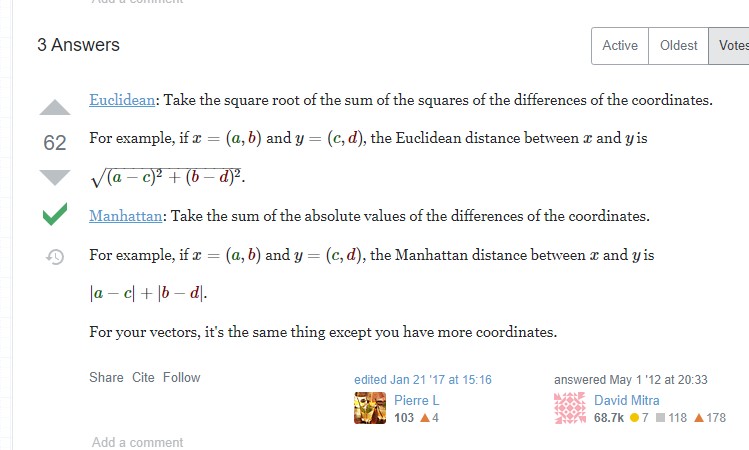 Add a comment
3 Answers
Active Oldest Votes
Euclidean: Take the square root of the sum of the squares of the differences of the coordinates.
62
For example, if x = (a, b) and y = (c, d), the Euclidean distance between x and y is
√(a − c)² + (b − d)².
Manhattan: Take the sum of the absolute values of the differences of the coordinates.
For example, if x = (a, b) and y = (c, d), the Manhattan distance between x and y is
|a − c| + |b − d|.
For your vectors, it's the same thing except you have more coordinates.
Share Cite Follow
edited Jan 21 '17 at 15:16
Pierre L
103 ▲4
answered May 1 '12 at 20:33
David Mitra
68.7k ●7 ■118 ▲178
Add a comment